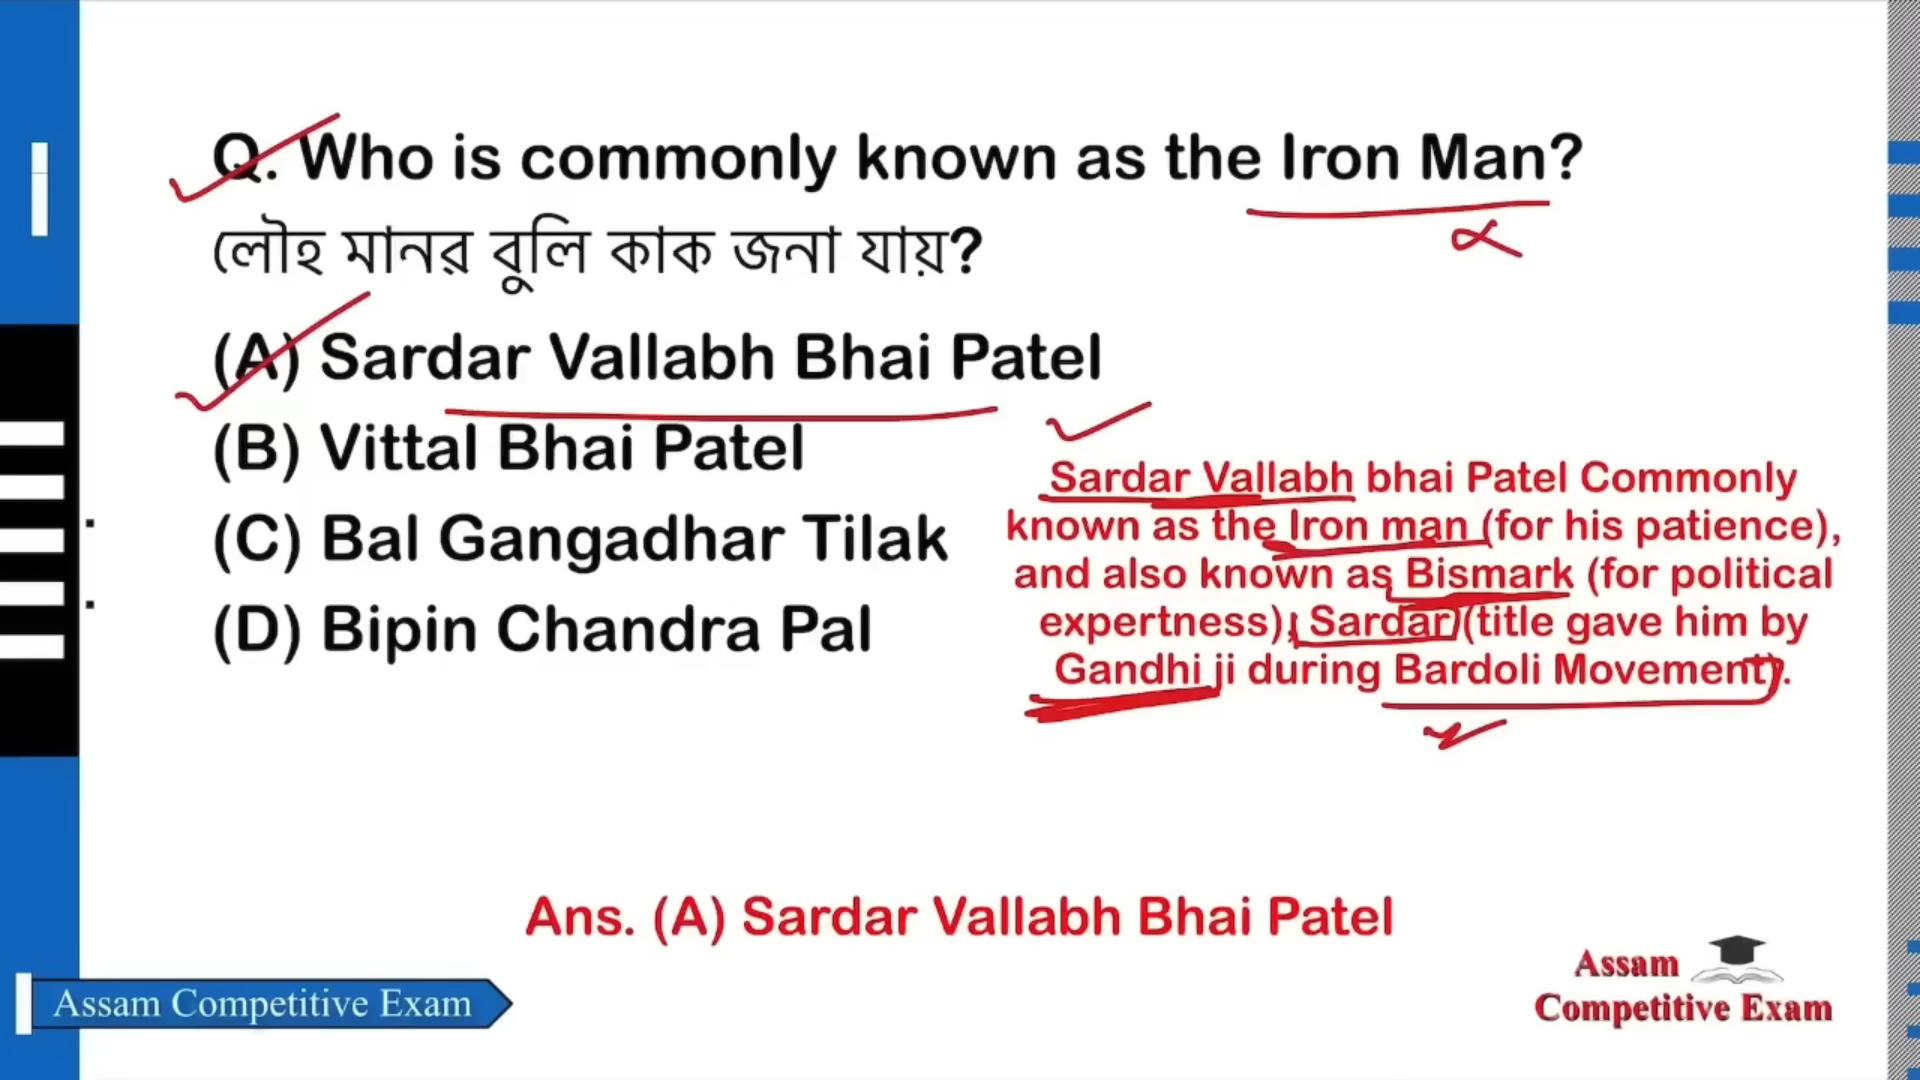 Q. Who is commonly known as the Iron Man?
লৌহ মানৱ বুলি কাক জনা যায়?
(A) Sardar Vallabh Bhai Patel
(B) Vittal Bhai Patel
(C) Bal Gangadhar Tilak
(D) Bipin Chandra Pal
Sardar Vallabh bhai Patel Commonly
known as the Iron man (for his patience),
and also known as Bismark (for political
expertness), Sardar (title gave him by
Gandhi ji during Bardoli Movement).
Ans. (A) Sardar Vallabh Bhai Patel
Assam Competitive Exam
Assam
Competitive Exam